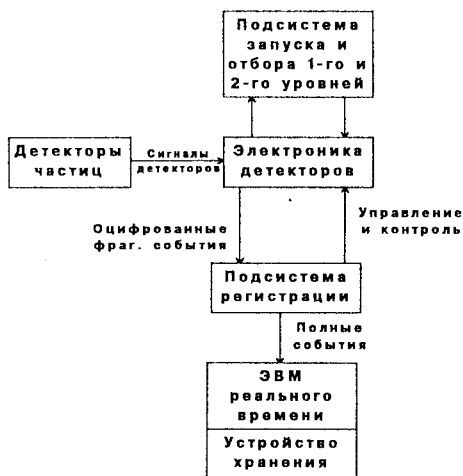 Подсистема
запуска и
отбора 1-го и
2-го уровней
Детекторы
частиц
Сигналы
детекторов
Электроника
детекторов
Оцифрованные
фраг. события
Управление
и контроль
Подсистема
регистрации
Полные
события
ЭВМ
реального
времени
Устройство
хранения